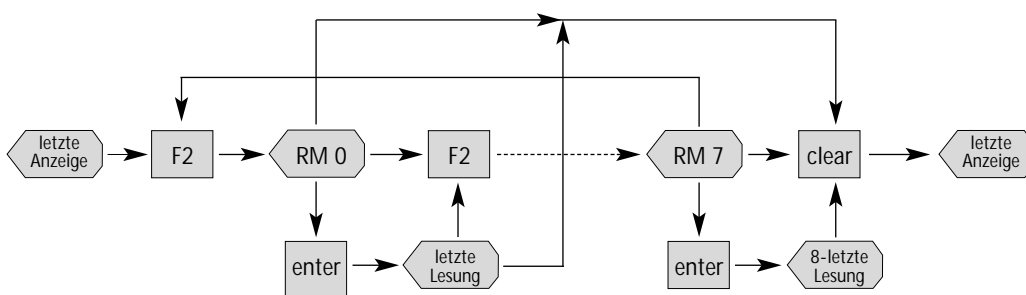 letzte
Anzeige
F2
RM 0
F2
RM 7
clear
letzte
Anzeige
enter
letzte
Lesung
enter
8-letzte
Lesung